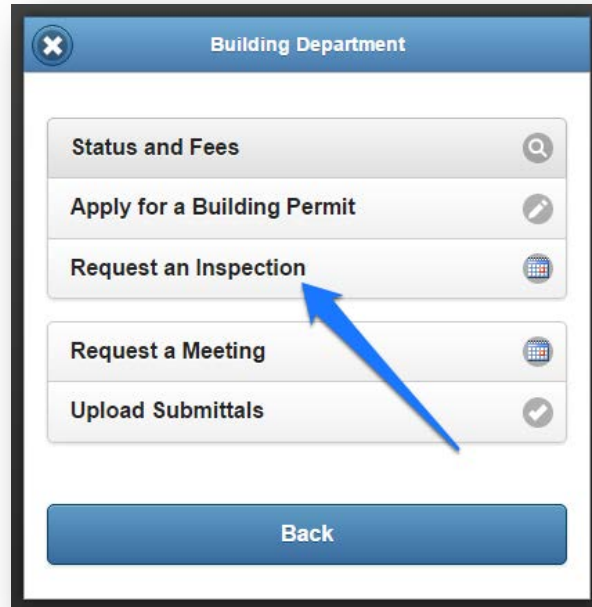 Building Department
Status and Fees
Apply for a Building Permit
Request an Inspection
Request a Meeting
Upload Submittals
Back